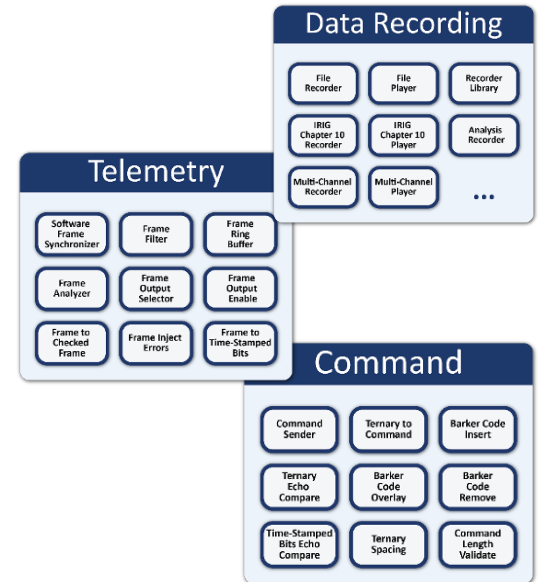 Data Recording
File
Recorder
File
Player
Recorder
Library
IRIG
Chapter 10
Recorder
IRIG
Chapter 10
Player
Analysis
Recorder
Multi-Channel
Recorder
Multi-Channel
Player
...
Telemetry
Software
Frame
Synchronizer
Frame
Filter
Frame
Ring
Buffer
Frame
Analyzer
Frame
Output
Selector
Frame
Output
Enable
Frame to
Checked
Frame
Frame Inject
Errors
Frame to
Time-Stamped
Bits
Command
Command
Sender
Ternary to
Command
Barker Code
Insert
Ternary
Echo
Compare
Barker
Code
Overlay
Barker
Code
Remove
Time-Stamped
Bits Echo
Compare
Ternary
Spacing
Command
Length
Validate